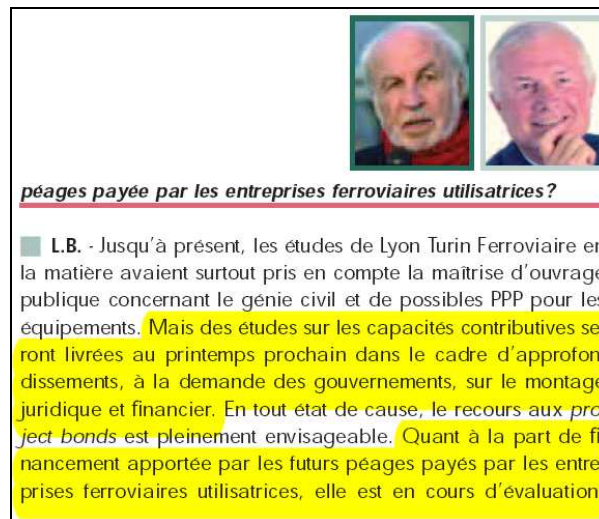 péages payée par les entreprises ferroviaires utilisatrices?
L.B. - Jusqu'à présent, les études de Lyon Turin Ferroviaire en
la matière avaient surtout pris en compte la maîtrise d'ouvrage
publique concernant le génie civil et de possibles PPP pour les
équipements. Mais des études sur les capacités contributives se
ront livrées au printemps prochain dans le cadre d'approfon
dissements, à la demande des gouvernements, sur le montage
juridique et financier. En tout état de cause, le recours aux pro
ject bonds est pleinement envisageable. Quant à la part de fi
nancement apportée par les futurs péages payés par les entre
prises ferroviaires utilisatrices, elle est en cours d'évaluation